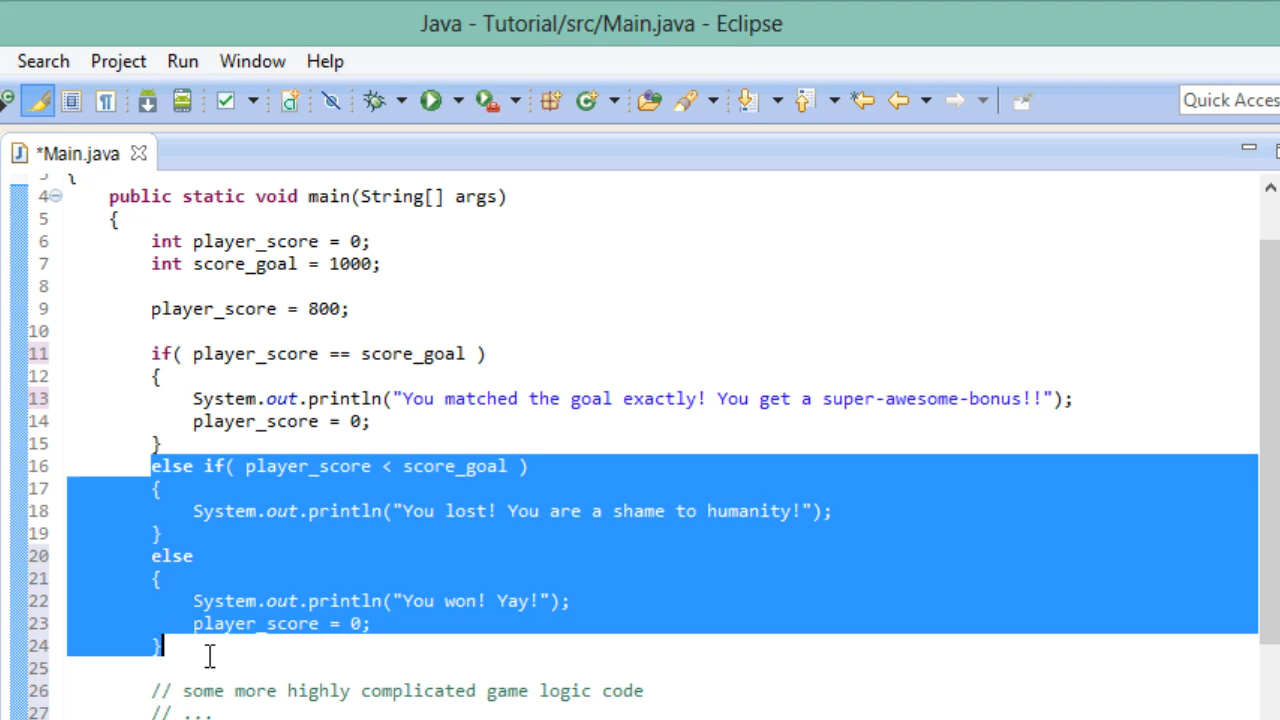 Java - Tutorial/src/Main.java - Eclipse
Search Project Run Window Help
Quick Acces
*Main.java
3 {
4 public static void main(String[] args)
5 {
6 int player_score = 0;
7 int score_goal = 1000;
8
9 player_score = 800;
10
11 if( player_score == score_goal )
12 {
13 System.out.println("You matched the goal exactly! You get a super-awesome-bonus!!");
14 player_score = 0;
15 }
16 else if( player_score < score_goal )
17 {
18 System.out.println("You lost! You are a shame to humanity!");
19 }
20 else
21 {
22 System.out.println("You won! Yay!");
23 player_score = 0;
24 }
25
26 // some more highly complicated game logic code
27 // ...